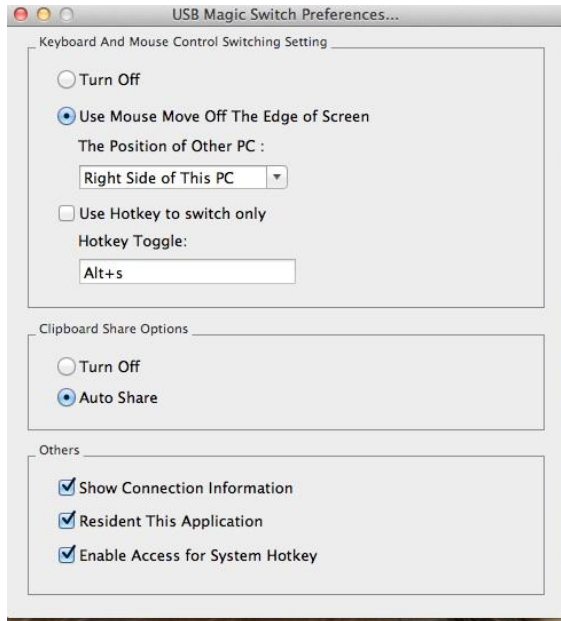 USB Magic Switch Preferences...
Keyboard And Mouse Control Switching Setting
Turn Off
Use Mouse Move Off The Edge of Screen
The Position of Other PC :
Right Side of This PC
Use Hotkey to switch only
Hotkey Toggle:
Alt+s
Clipboard Share Options
Turn Off
Auto Share
Others
Show Connection Information
Resident This Application
Enable Access for System Hotkey